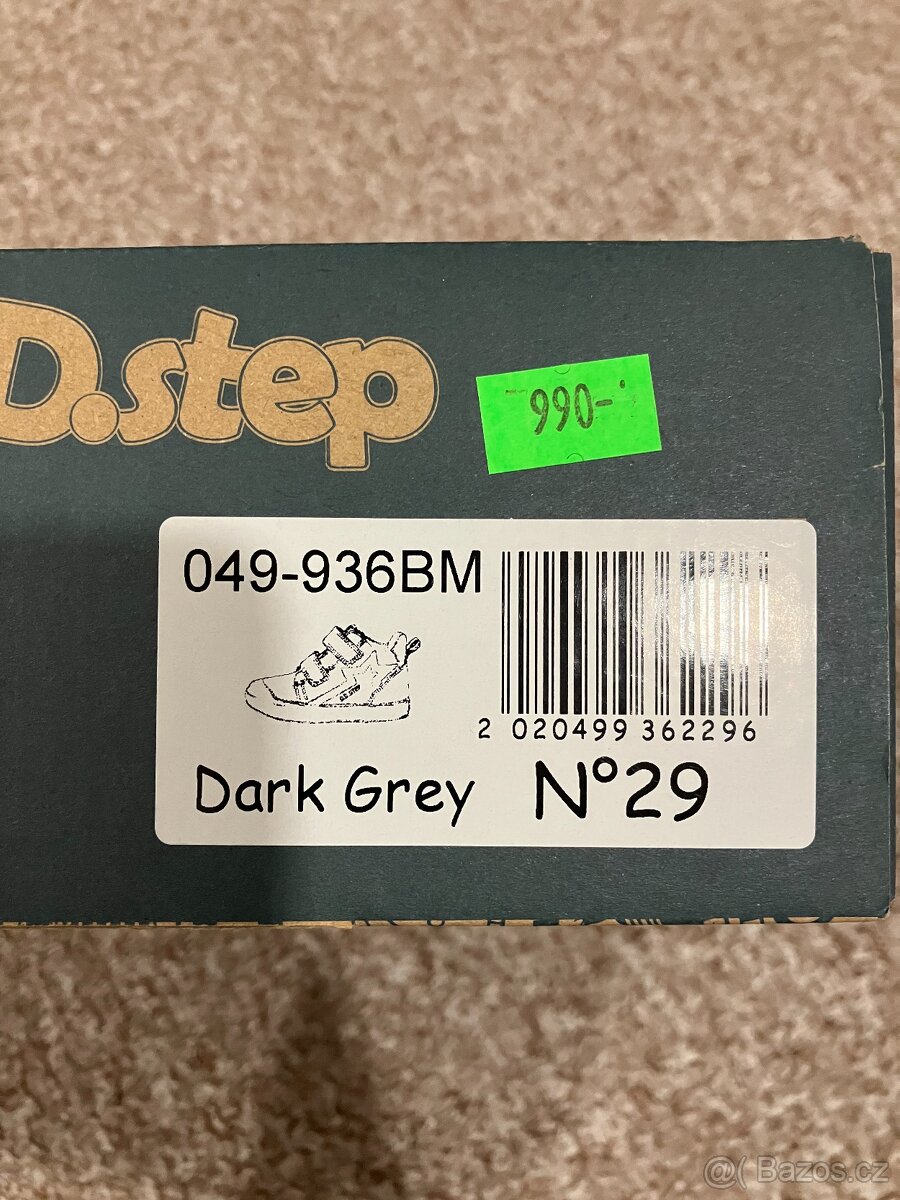 D.step
990-
049-936BM
2 020499 362296
Dark Grey N°29
@( Bazos.cz